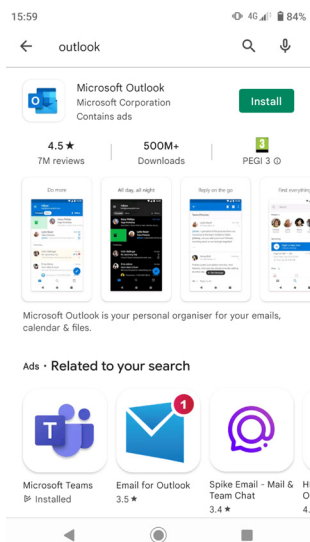 15:59
4G
84%
outlook
Microsoft Outlook
Microsoft Corporation
Contains ads
Install
4.5★
7M reviews
500M+
Downloads
3
PEGI 3
Do more
All day, all night
Reply on the go
Find everything
Microsoft Outlook is your personal organiser for your emails,
calendar & files.
Ads · Related to your search
T
1
Microsoft Teams
Installed
Email for Outlook
3.5★
Spike Email - Mail &
Team Chat
3.4★
4.